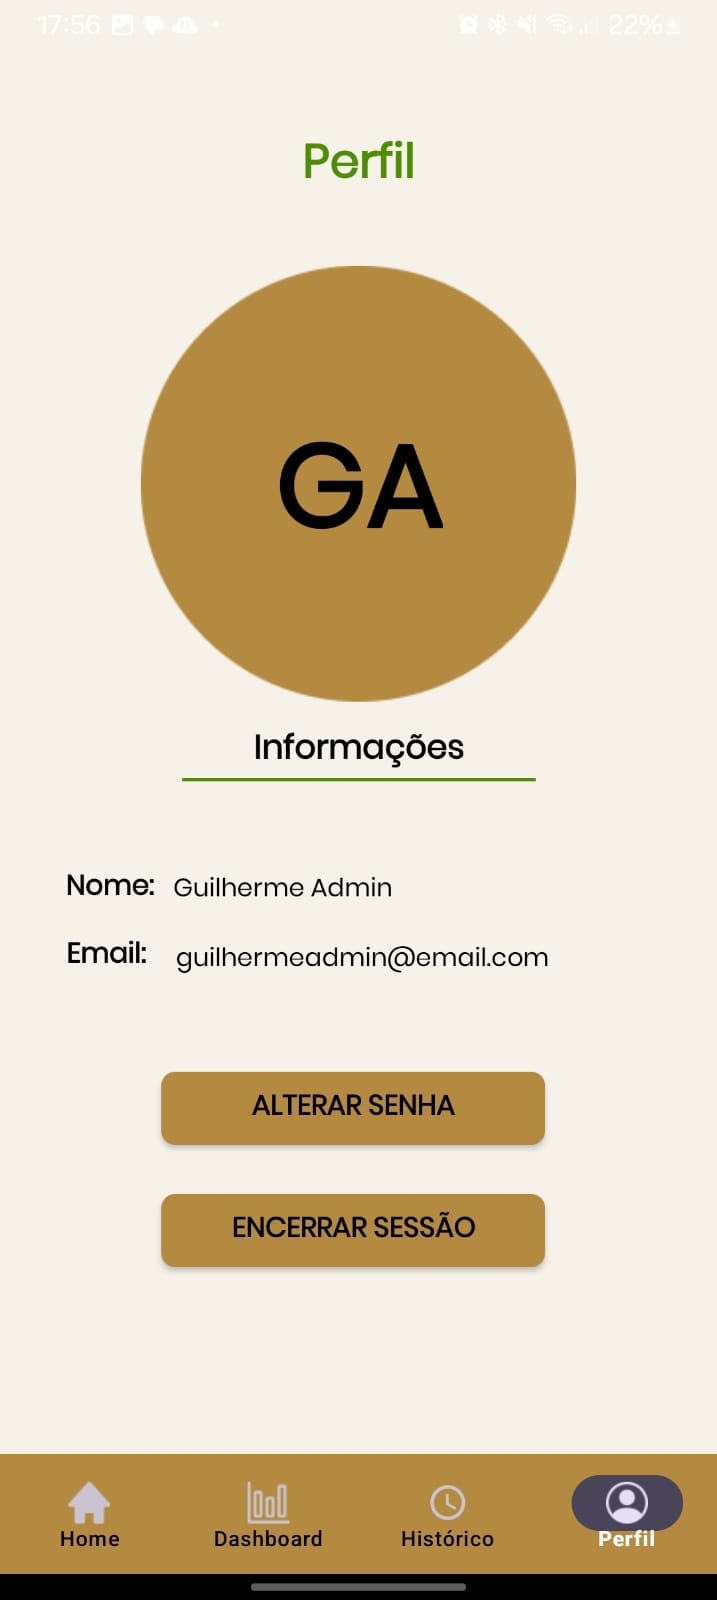 17:56 22%
Perfil
GA
Informações
Nome: Guilherme Admin
Email: guilhermeadmin@email.com
ALTERAR SENHA
ENCERRAR SESSÃO
Home Dashboard Histórico Perfil